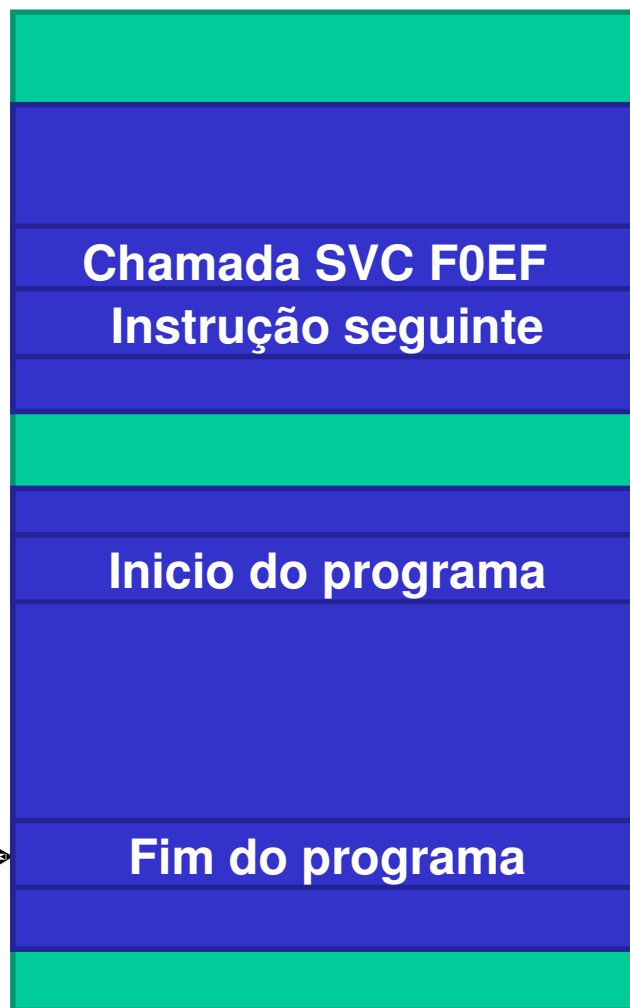 Chamada SVC F0EF
Instrução seguinte
Inicio do programa
Fim do programa